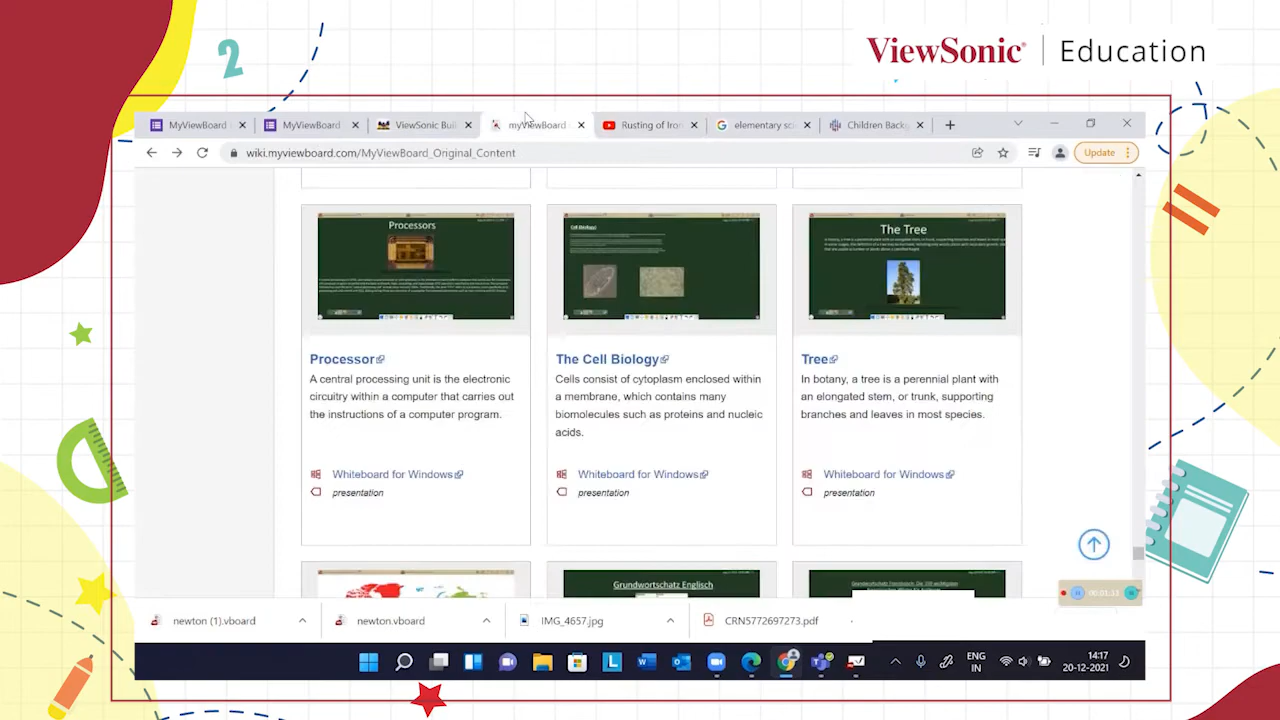 2
ViewSonic® Education
MyViewBoard
MyViewBoard
ViewSonic Buil
myViewBoard
Rusting of Iron
elementary sci
Children Back
wiki.myviewboard.com/MyViewBoard_Original_Content
Update
Processors
Cell Biology
The Tree
Processor
A central processing unit is the electronic
circuitry within a computer that carries out
the instructions of a computer program.
Whiteboard for Windows
presentation
The Cell Biology
Cells consist of cytoplasm enclosed within
a membrane, which contains many
biomolecules such as proteins and nucleic
acids.
Whiteboard for Windows
presentation
Tree
In botany, a tree is a perennial plant with
an elongated stem, or trunk, supporting
branches and leaves in most species.
Whiteboard for Windows
presentation
Grundwortschatz Englisch
00:01:33
newton (1).vboard
newton.vboard
IMG_4657.jpg
CRN5772697273.pdf
ENG
IN
14:17
20-12-2021